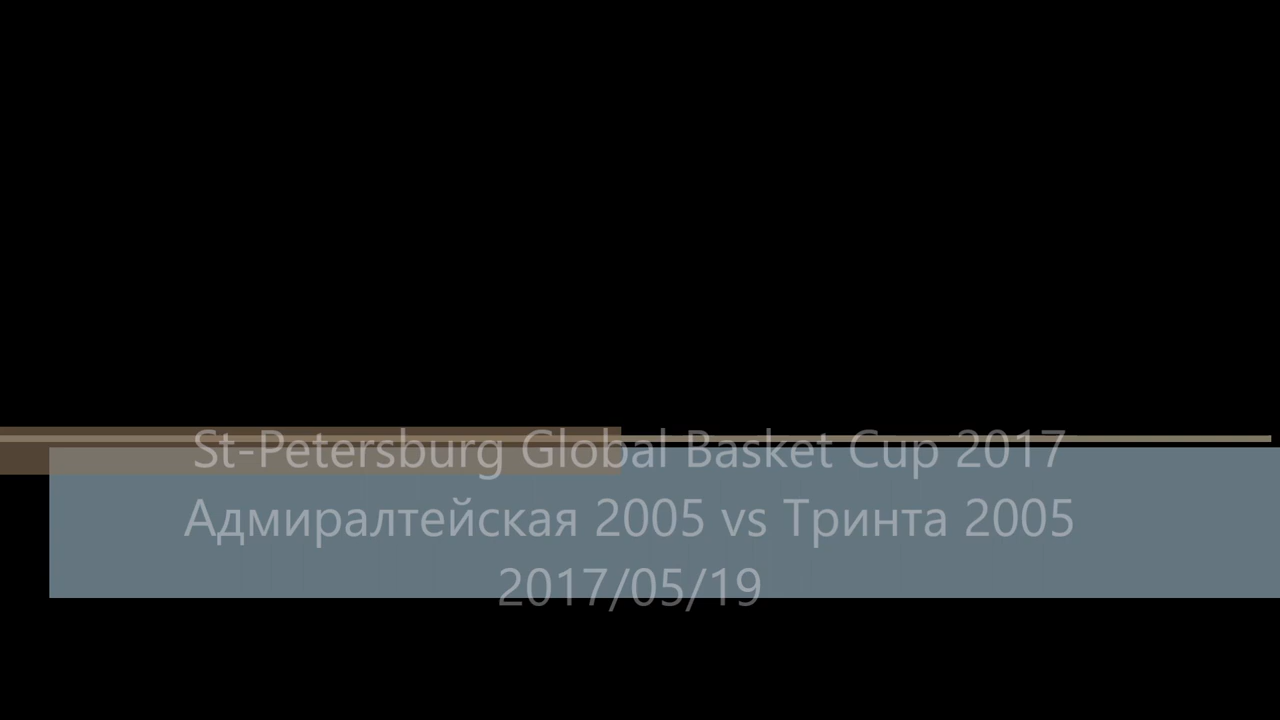 St-Petersburg Global Basket Cup 2017
Адмиралтейская 2005 vs Тринта 2005
2017/05/19